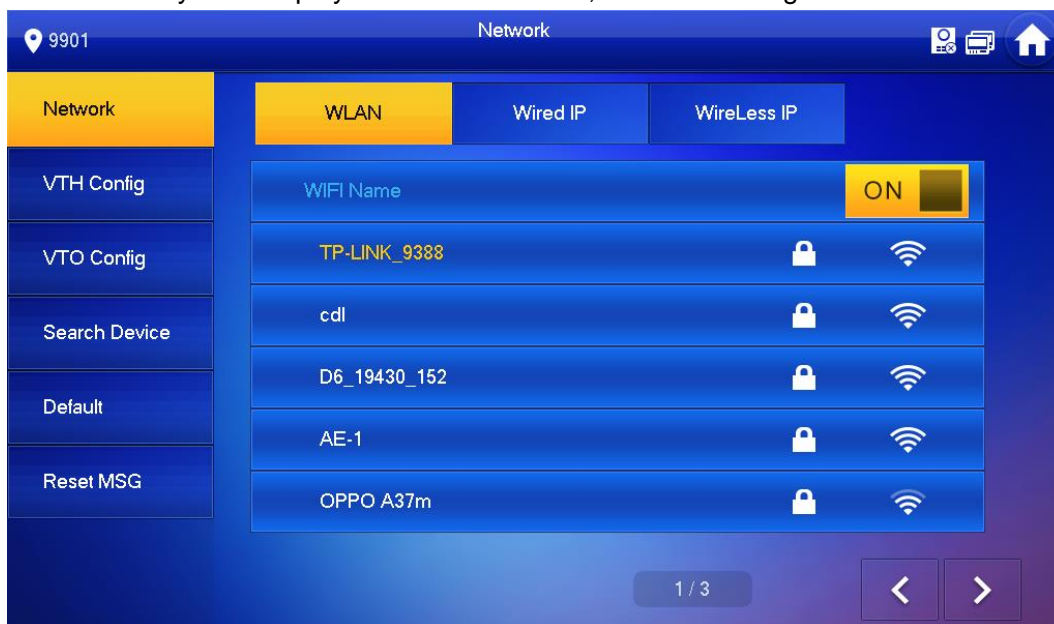 9901
Network
Network
WLAN
Wired IP
WireLess IP
VTH Config
WIFI Name
ON
VTO Config
TP-LINK_9388
Search Device
cdl
D6_19430_152
Default
AE-1
Reset MSG
OPPO A37m
1 / 3